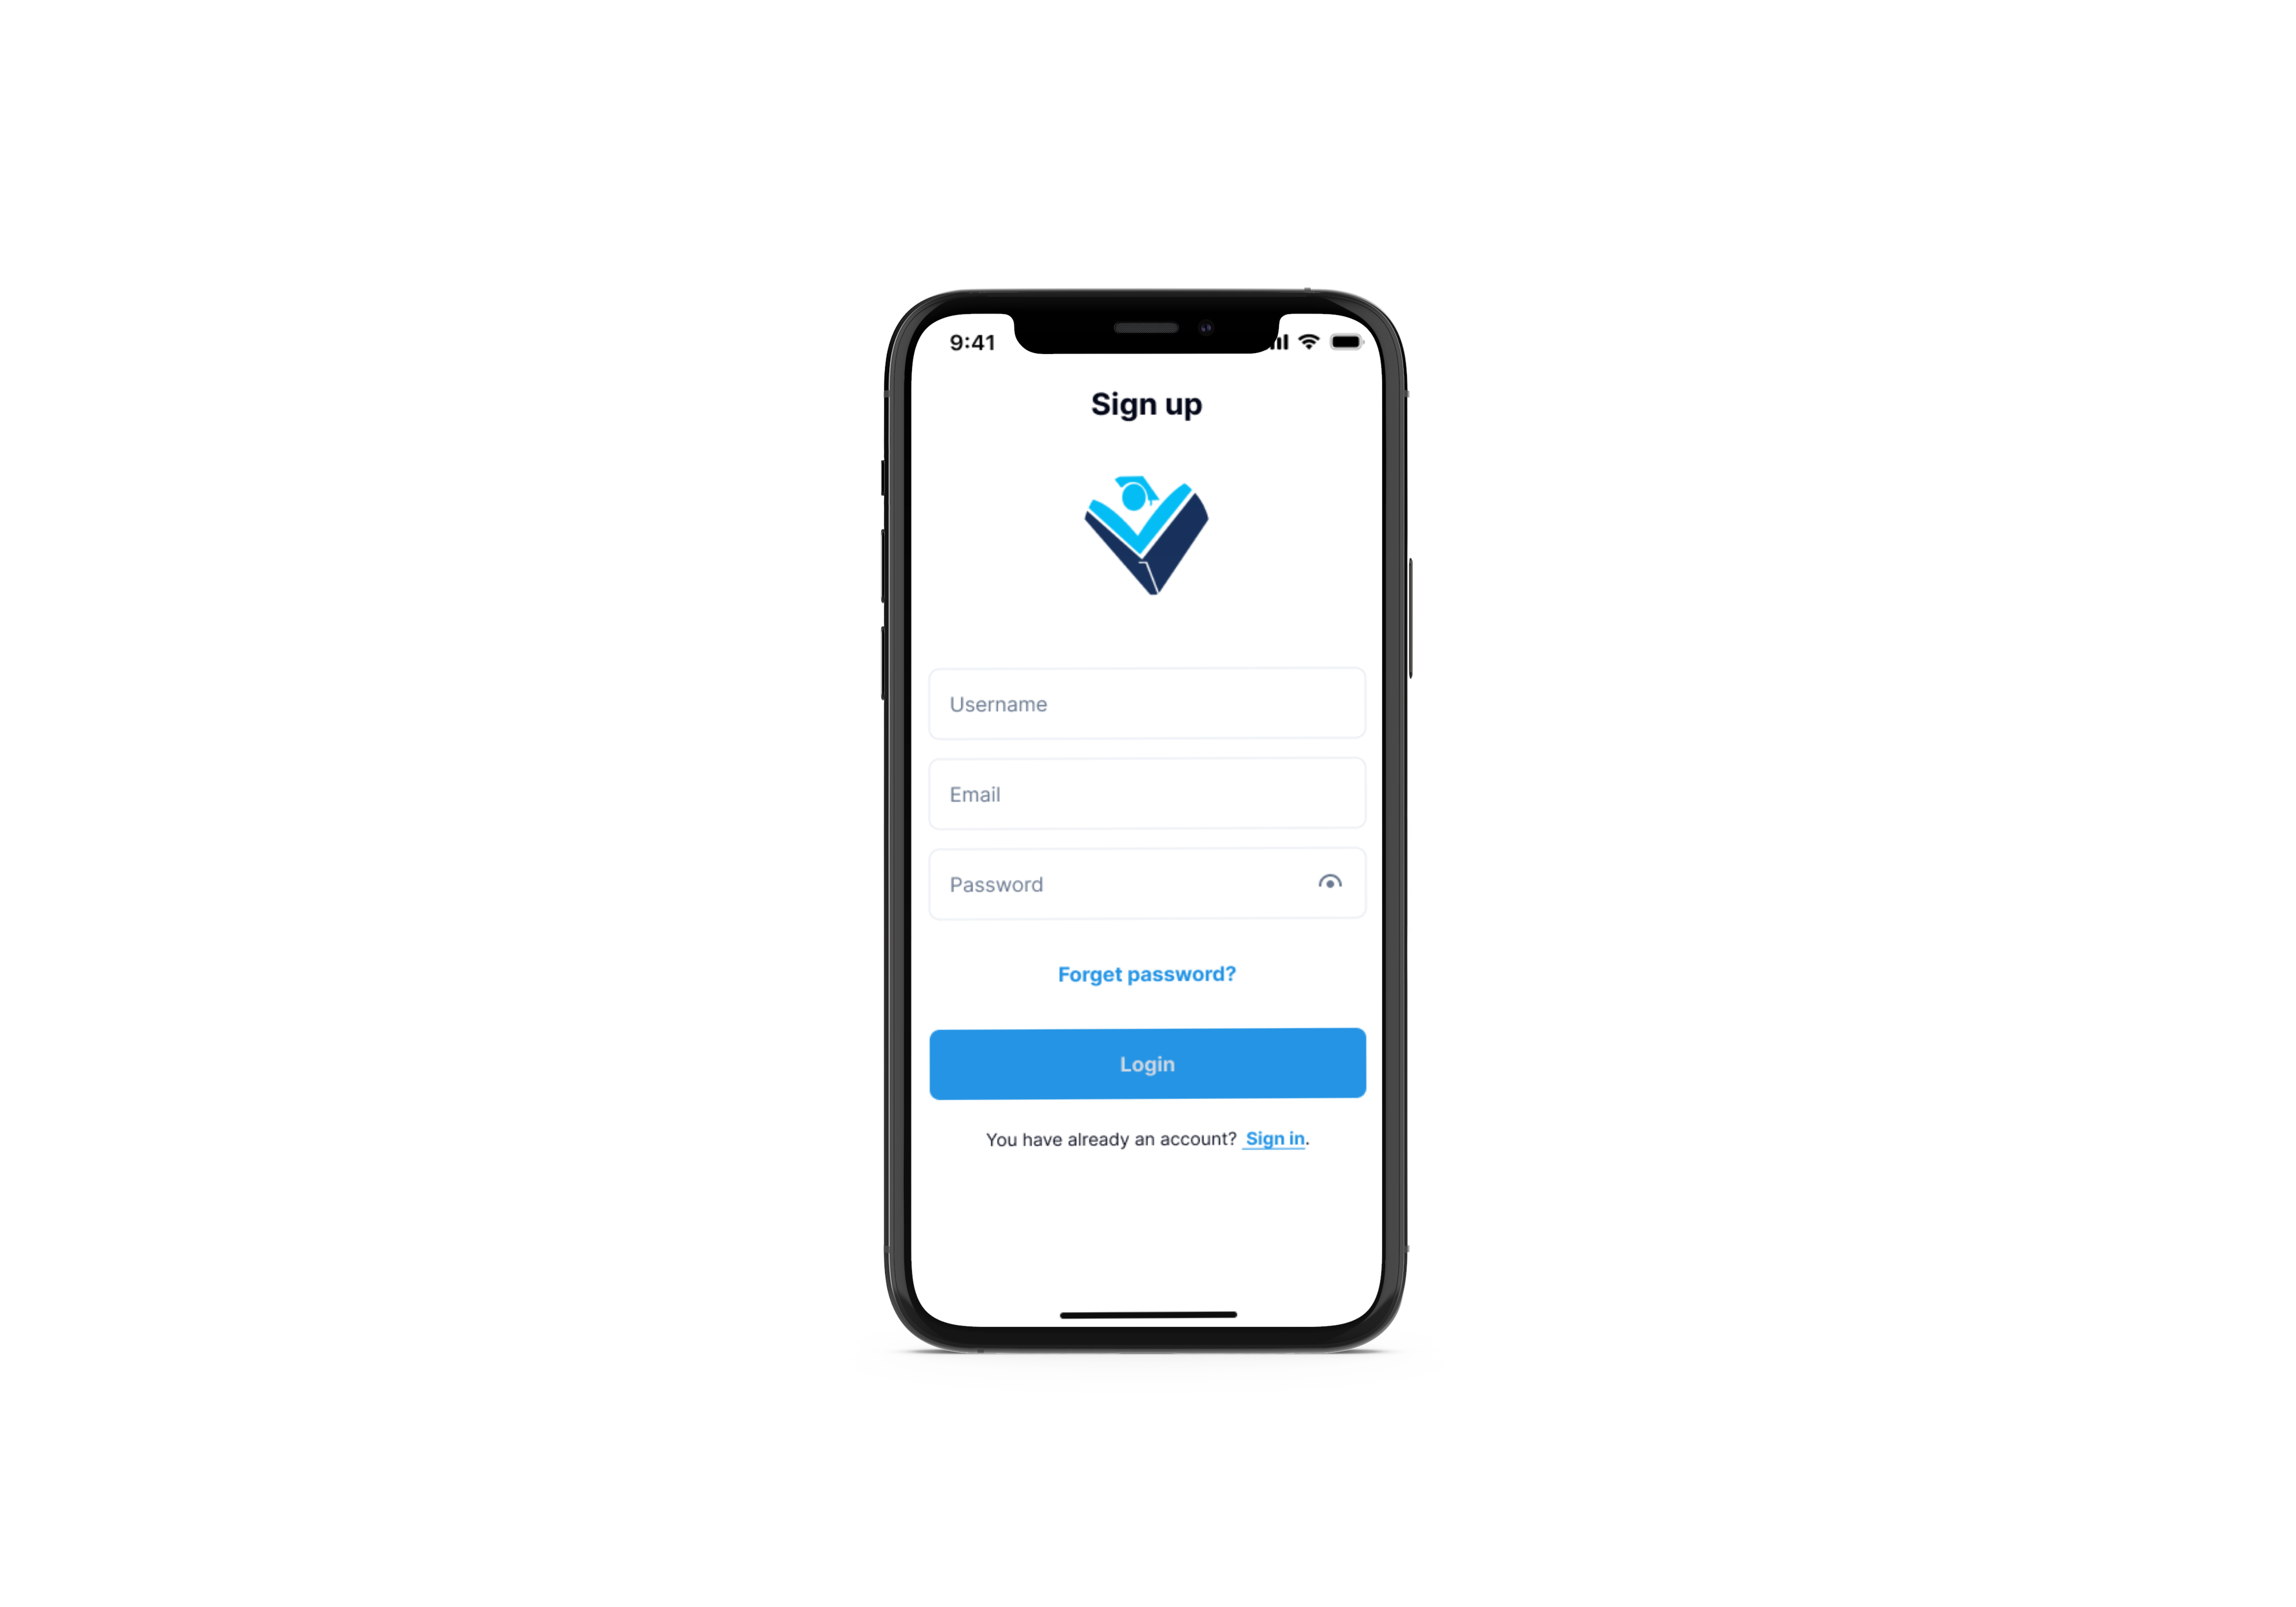 9:41
Sign up
Username
Email
Password
Forget password?
Login
You have already an account? Sign in.